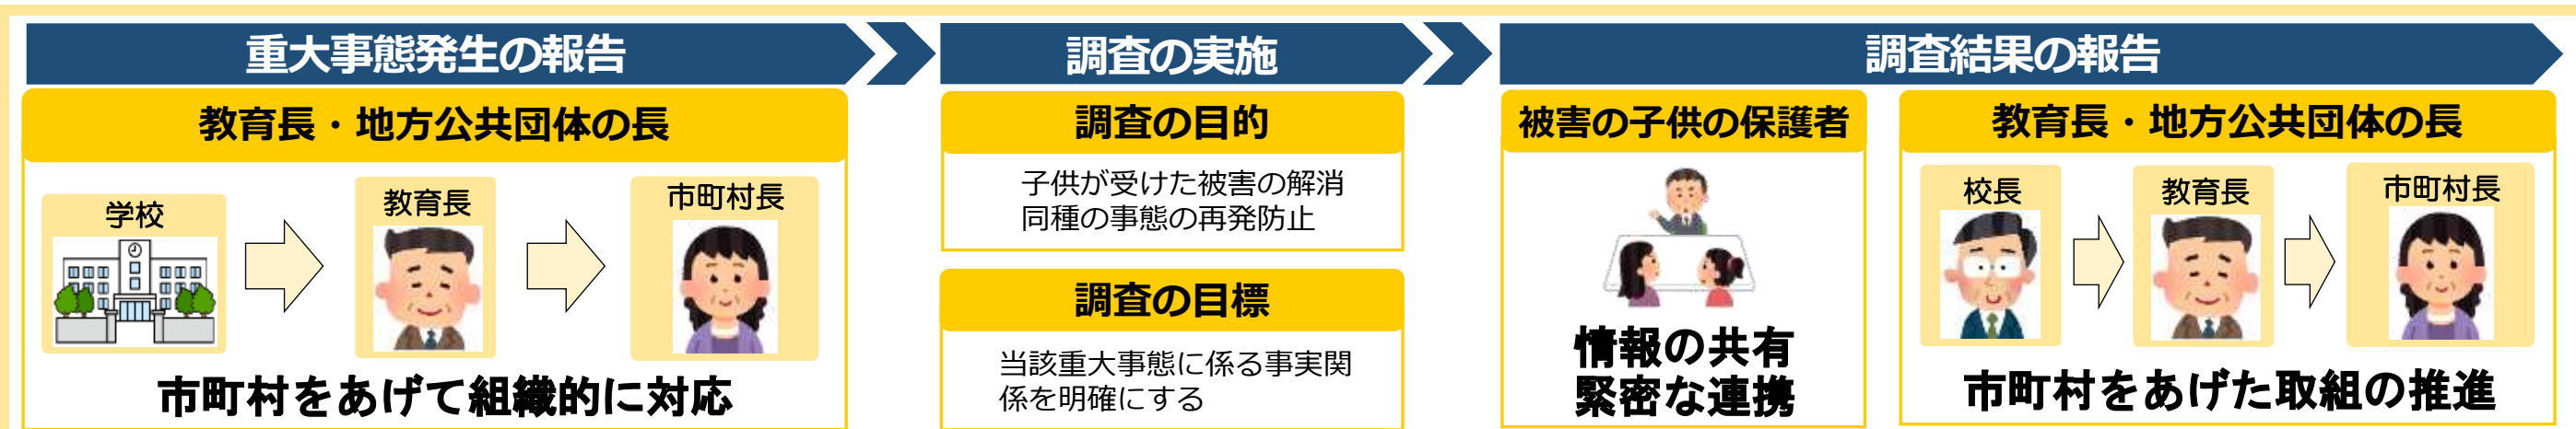 重大事態発生の報告
教育長・地方公共団体の長
学校
教育長
市町村長
市町村をあげて組織的に対応
調査の実施
調査の目的
子供が受けた被害の解消
同種の事態の再発防止
調査の目標
当該重大事態に係る事実関
係を明確にする
調査結果の報告
被害の子供の保護者
情報の共有
緊密な連携
教育長・地方公共団体の長
校長
教育長
市町村長
市町村をあげた取組の推進